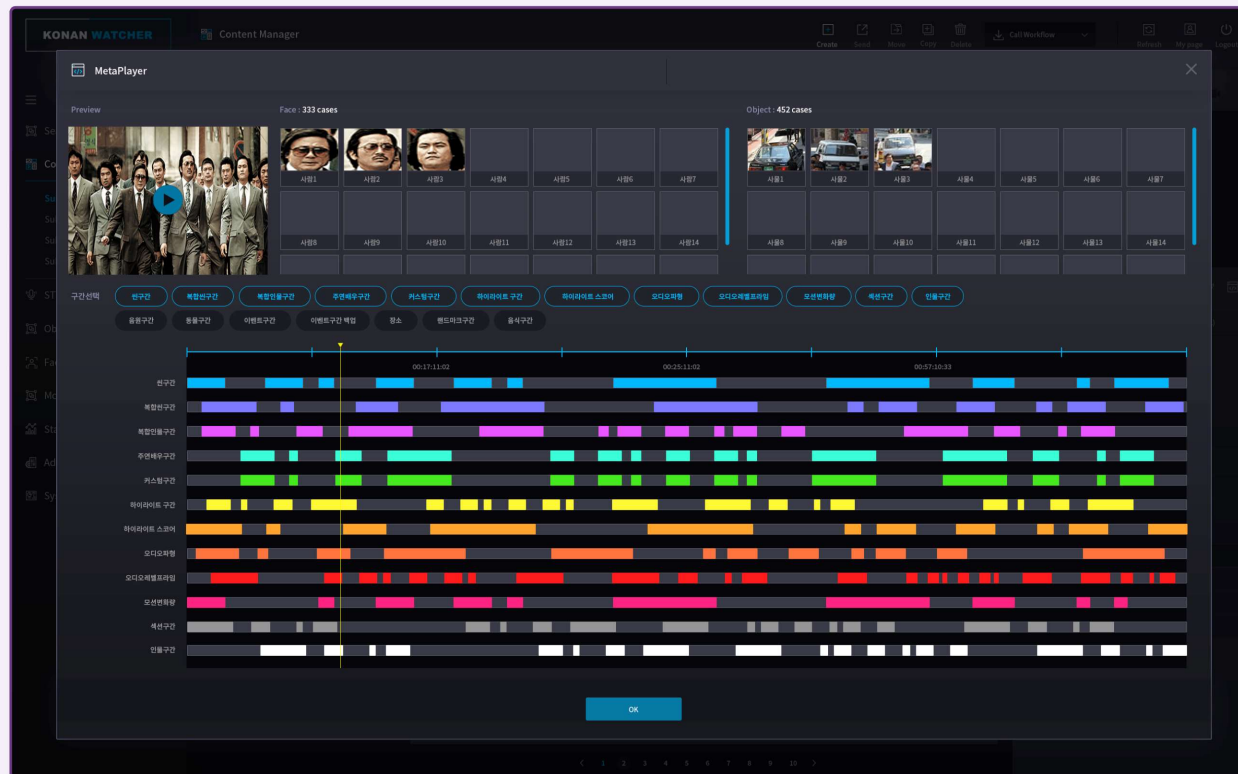 KONAN WATCHER
Content Manager
Create Send Move Copy Delete
Call Workflow
Refresh My page Logout
MetaPlayer
Preview
Face : 333 cases
Object : 452 cases
사람1 사람2 사람3 사람4 사람5 사람6 사람7
사물1 사물2 사물3 사물4 사물5 사물6 사물7
사람8 사람9 사람10 사람11 사람12 사람13 사람14
사물8 사물9 사물10 사물11 사물12 사물13 사물14
구간선택
씬구간 복합씬구간 복합인물구간 주연배우구간 커스텀구간 하이라이트 구간 하이라이트 스코어 오디오파형 오디오레벨프라임 모션변화량 섹션구간 인물구간
음원구간 동물구간 이벤트구간 이벤트구간 백업 장소 랜드마크구간 음식구간
00:17:11:02 00:25:11:02 00:57:10:33
씬구간
복합씬구간
복합인물구간
주연배우구간
커스텀구간
하이라이트 구간
하이라이트 스코어
오디오파형
오디오레벨프라임
모션변화량
섹션구간
인물구간
OK
1 2 3 4 5 6 7 8 9 10